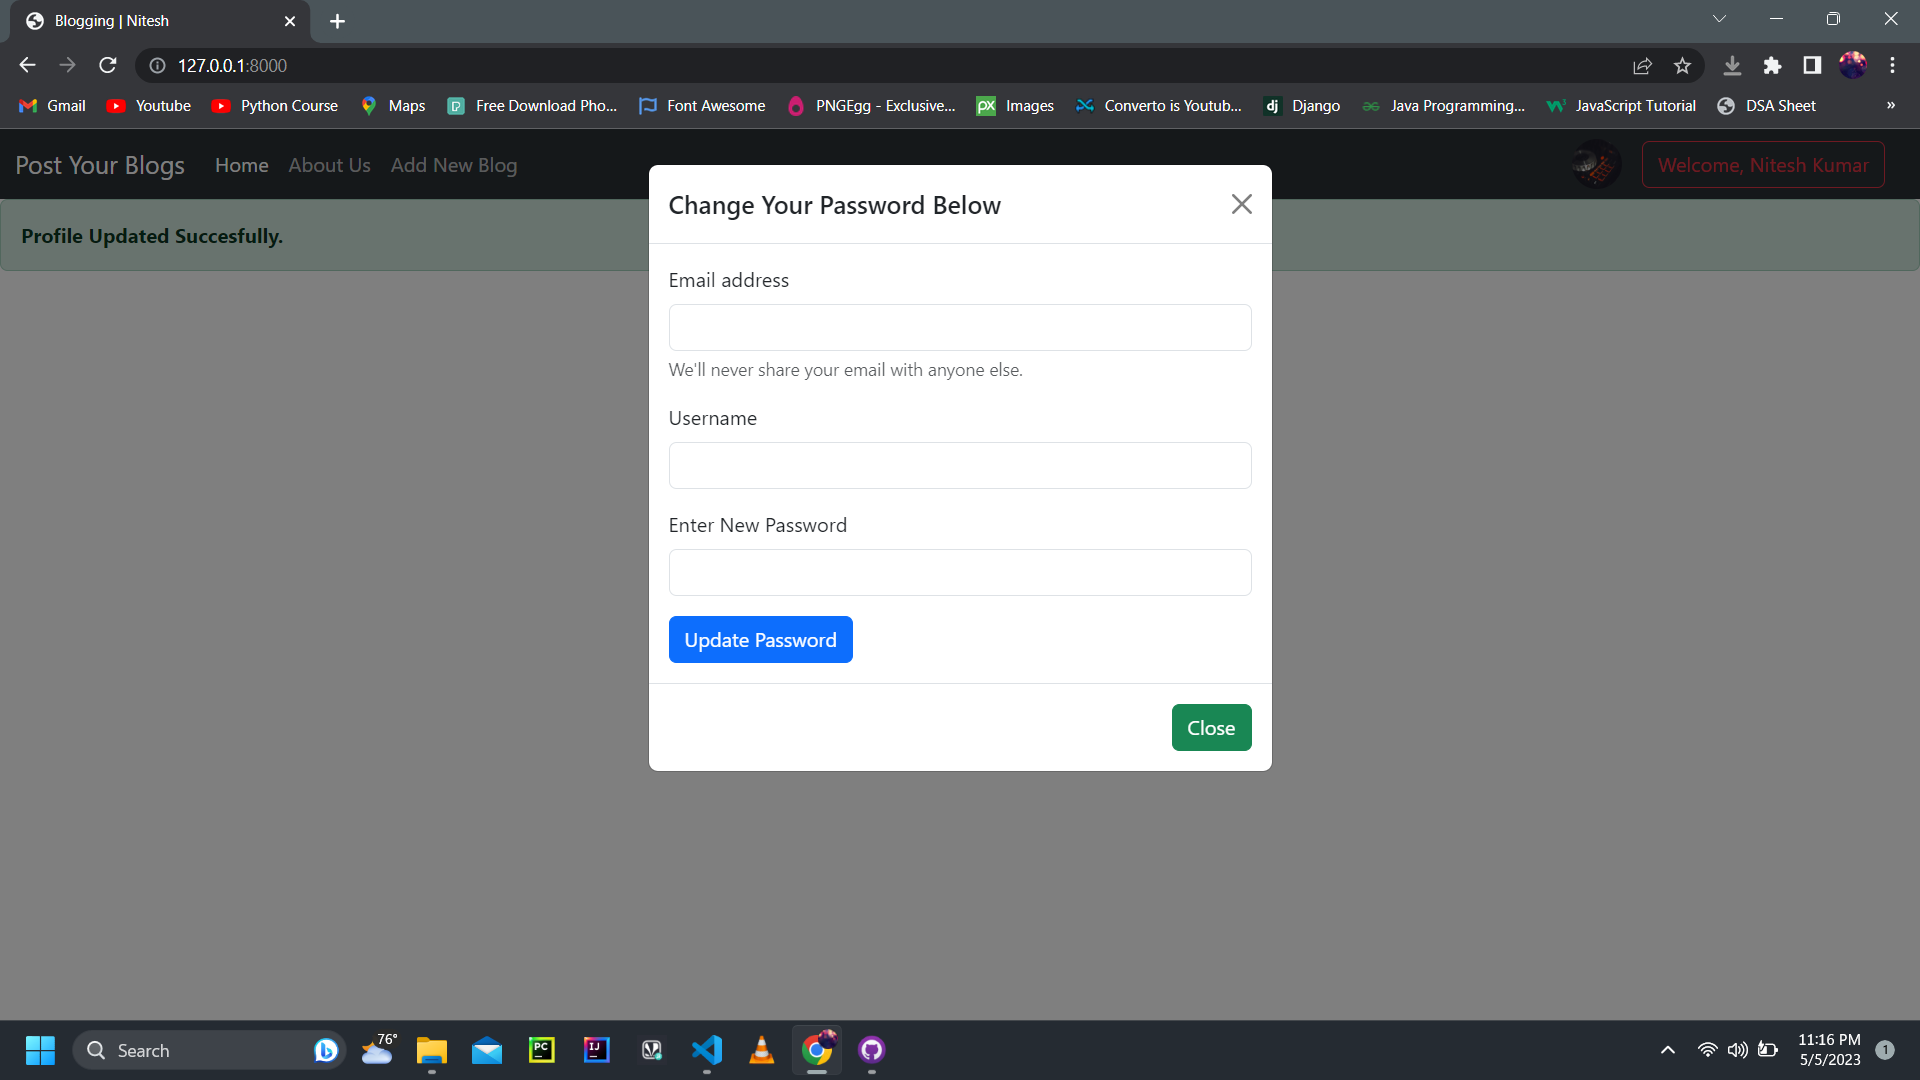 Blogging | Nitesh
127.0.0.1:8000
Gmail Youtube Python Course Maps Free Download Pho... Font Awesome PNGEgg - Exclusive... Images Converto is Youtub... Django Java Programming... JavaScript Tutorial DSA Sheet »
Post Your Blogs Home About Us Add New Blog Welcome, Nitesh Kumar
Profile Updated Succesfully.
Change Your Password Below
Email address
We'll never share your email with anyone else.
Username
Enter New Password
Update Password
Close
Search 76° PC IJ 11:16 PM
5/5/2023 1